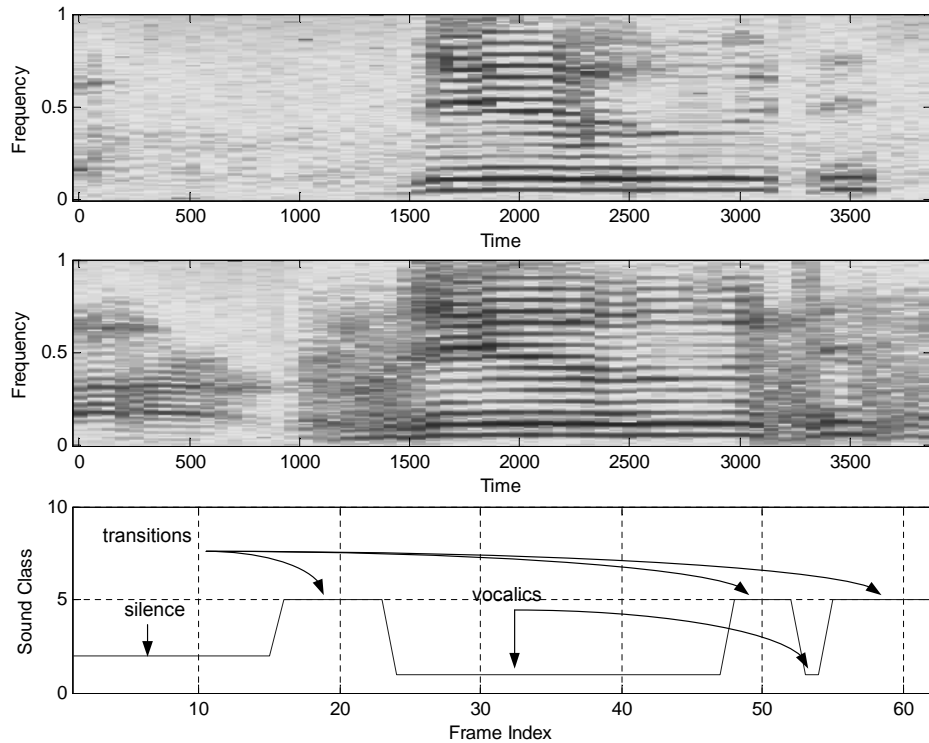 1
0.5
0
Frequency
0 500 1000 1500 2000 2500 3000 3500
Time
1
0.5
0
Frequency
0 500 1000 1500 2000 2500 3000 3500
Time
10
5
0
Sound Class
transitions
silence
vocalics
10 20 30 40 50 60
Frame Index